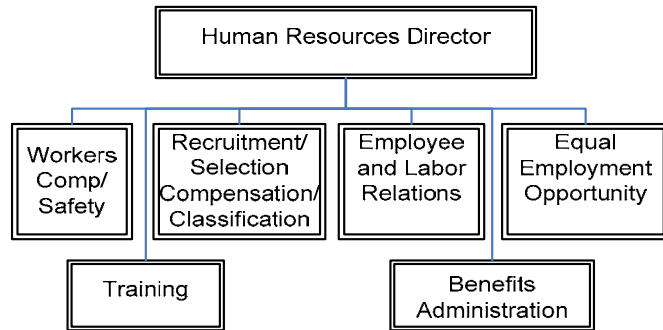 Human Resources Director
Workers
Comp/
Safety
Recruitment/
Selection
Compensation/
Classification
Employee
and Labor
Relations
Equal
Employment
Opportunity
Training
Benefits
Administration